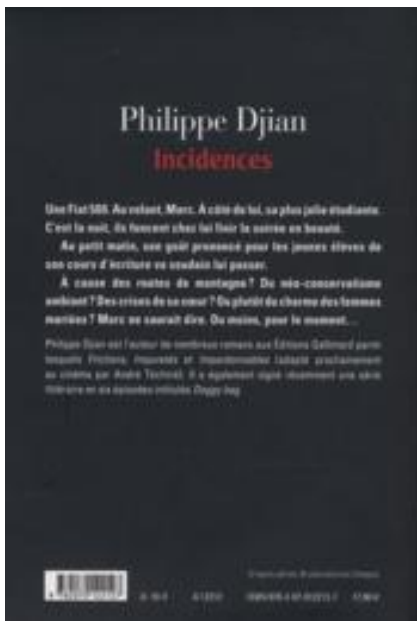 Philippe Djian
Incidences
Une Fiat 500. Au volant, Marc. À côté de lui, sa plus jolie étudiante.
C'est la nuit, ils foncent chez lui finir la soirée en beauté.
Au petit matin, son goût prononcé pour les jeunes élèves de
son cours d'écriture va soudain lui passer.
À cause des routes de montagne ? Du néo-conservatisme
ambiant ? Des crises de sa sœur ? Ou plutôt du charme des femmes
mariées ? Marc ne saurait dire. Du moins, pour le moment…
Philippe Djian est l'auteur de nombreux romans aux Éditions Gallimard parmi
lesquels Frictions, Impuretés et Impardonnables (adapté prochainement
au cinéma par André Téchiné). Il a également signé récemment une série
littéraire en six épisodes intitulée Doggy bag.